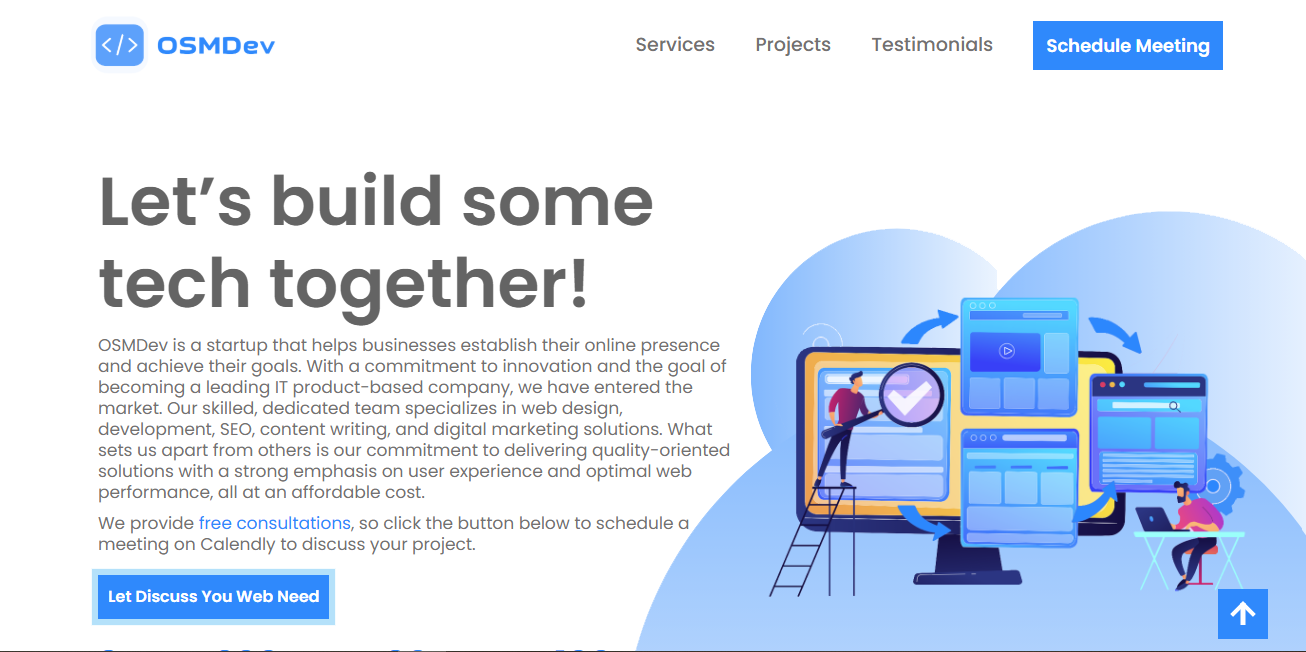 </> OSMDev
Services
Projects
Testimonials
Schedule Meeting
Let’s build some
tech together!
OSMDev is a startup that helps businesses establish their online presence
and achieve their goals. With a commitment to innovation and the goal of
becoming a leading IT product-based company, we have entered the
market. Our skilled, dedicated team specializes in web design,
development, SEO, content writing, and digital marketing solutions. What
sets us apart from others is our commitment to delivering quality-oriented
solutions with a strong emphasis on user experience and optimal web
performance, all at an affordable cost.
We provide free consultations, so click the button below to schedule a
meeting on Calendly to discuss your project.
Let Discuss You Web Need